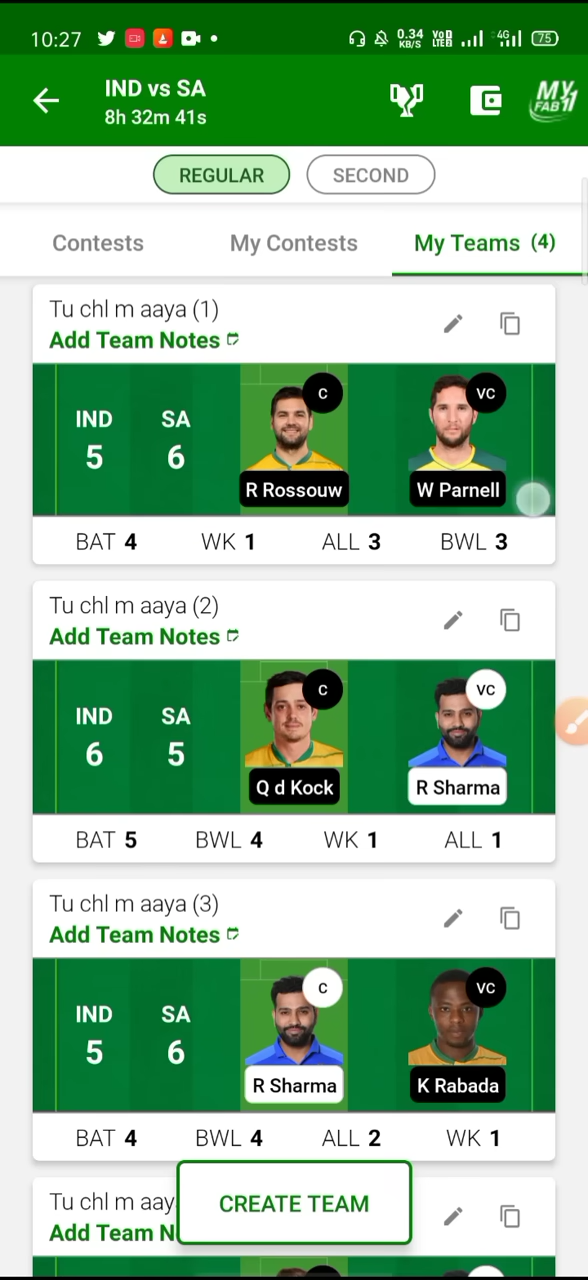 10:27 0.34 KB/S VoD LTE 4G 75
IND vs SA
8h 32m 41s
MY FAB 11
REGULAR SECOND
Contests My Contests My Teams (4)
Tu chl m aaya (1)
Add Team Notes
C VC
IND SA
5 6
R Rossouw W Parnell
BAT 4 WK 1 ALL 3 BWL 3
Tu chl m aaya (2)
Add Team Notes
C VC
IND SA
6 5
Q d Kock R Sharma
BAT 5 BWL 4 WK 1 ALL 1
Tu chl m aaya (3)
Add Team Notes
C VC
IND SA
5 6
R Sharma K Rabada
BAT 4 BWL 4 ALL 2 WK 1
Tu chl m aay
Add Team N
CREATE TEAM